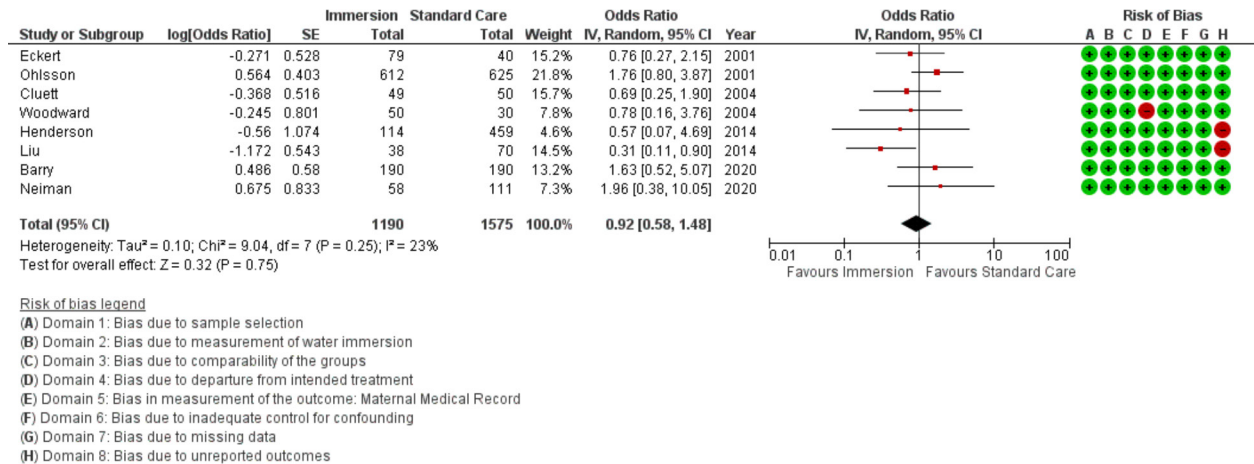 Immersion Standard Care Odds Ratio Odds Ratio Risk of Bias
Study or Subgroup log[Odds Ratio] SE Total Total Weight IV, Random, 95% CI Year IV, Random, 95% CI A B C D E F G H
Eckert -0.271 0.528 79 40 15.2% 0.76 [0.27, 2.15] 2001
Ohlsson 0.564 0.403 612 625 21.8% 1.76 [0.80, 3.87] 2001
Cluett -0.368 0.516 49 50 15.7% 0.69 [0.25, 1.90] 2004
Woodward -0.245 0.801 50 30 7.8% 0.78 [0.16, 3.76] 2004
Henderson -0.56 1.074 114 459 4.6% 0.57 [0.07, 4.69] 2014
Liu -1.172 0.543 38 70 14.5% 0.31 [0.11, 0.90] 2014
Barry 0.486 0.58 190 190 13.2% 1.63 [0.52, 5.07] 2020
Neiman 0.675 0.833 58 111 7.3% 1.96 [0.38, 10.05] 2020
Total (95% CI) 1190 1575 100.0% 0.92 [0.58, 1.48]
Heterogeneity: Tau² = 0.10; Chi² = 9.04, df = 7 (P = 0.25); I² = 23%
Test for overall effect: Z = 0.32 (P = 0.75)
0.01 0.1 1 10 100
Favours Immersion Favours Standard Care
Risk of bias legend
(A) Domain 1: Bias due to sample selection
(B) Domain 2: Bias due to measurement of water immersion
(C) Domain 3: Bias due to comparability of the groups
(D) Domain 4: Bias due to departure from intended treatment
(E) Domain 5: Bias in measurement of the outcome: Maternal Medical Record
(F) Domain 6: Bias due to inadequate control for confounding
(G) Domain 7: Bias due to missing data
(H) Domain 8: Bias due to unreported outcomes